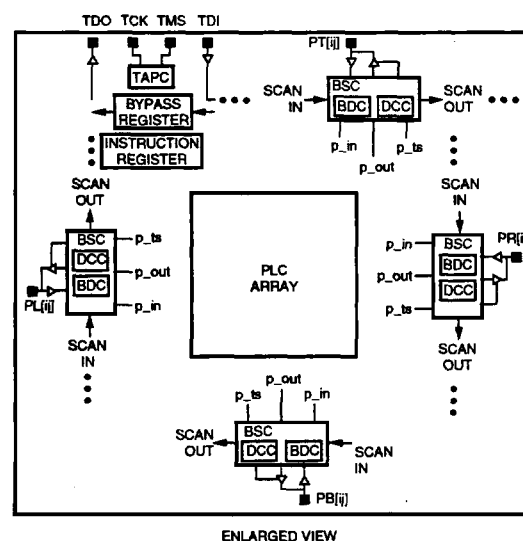 TDO TCK TMS TDI
PT[ij]
TAPC
BYPASS
REGISTER
INSTRUCTION
REGISTER
SCAN
IN
BSC
BDC DCC
SCAN
OUT
p_in
p_out
p_ts
SCAN
OUT
BSC
DCC
BDC
p_ts
p_out
p_in
PL[ij]
SCAN
IN
PLC
ARRAY
SCAN
IN
p_in
p_out
p_ts
BSC
BDC
DCC
PR[i
SCAN
OUT
p_ts
p_out
p_in
SCAN
OUT
BSC
DCC BDC
SCAN
IN
PB[ij]
ENLARGED VIEW